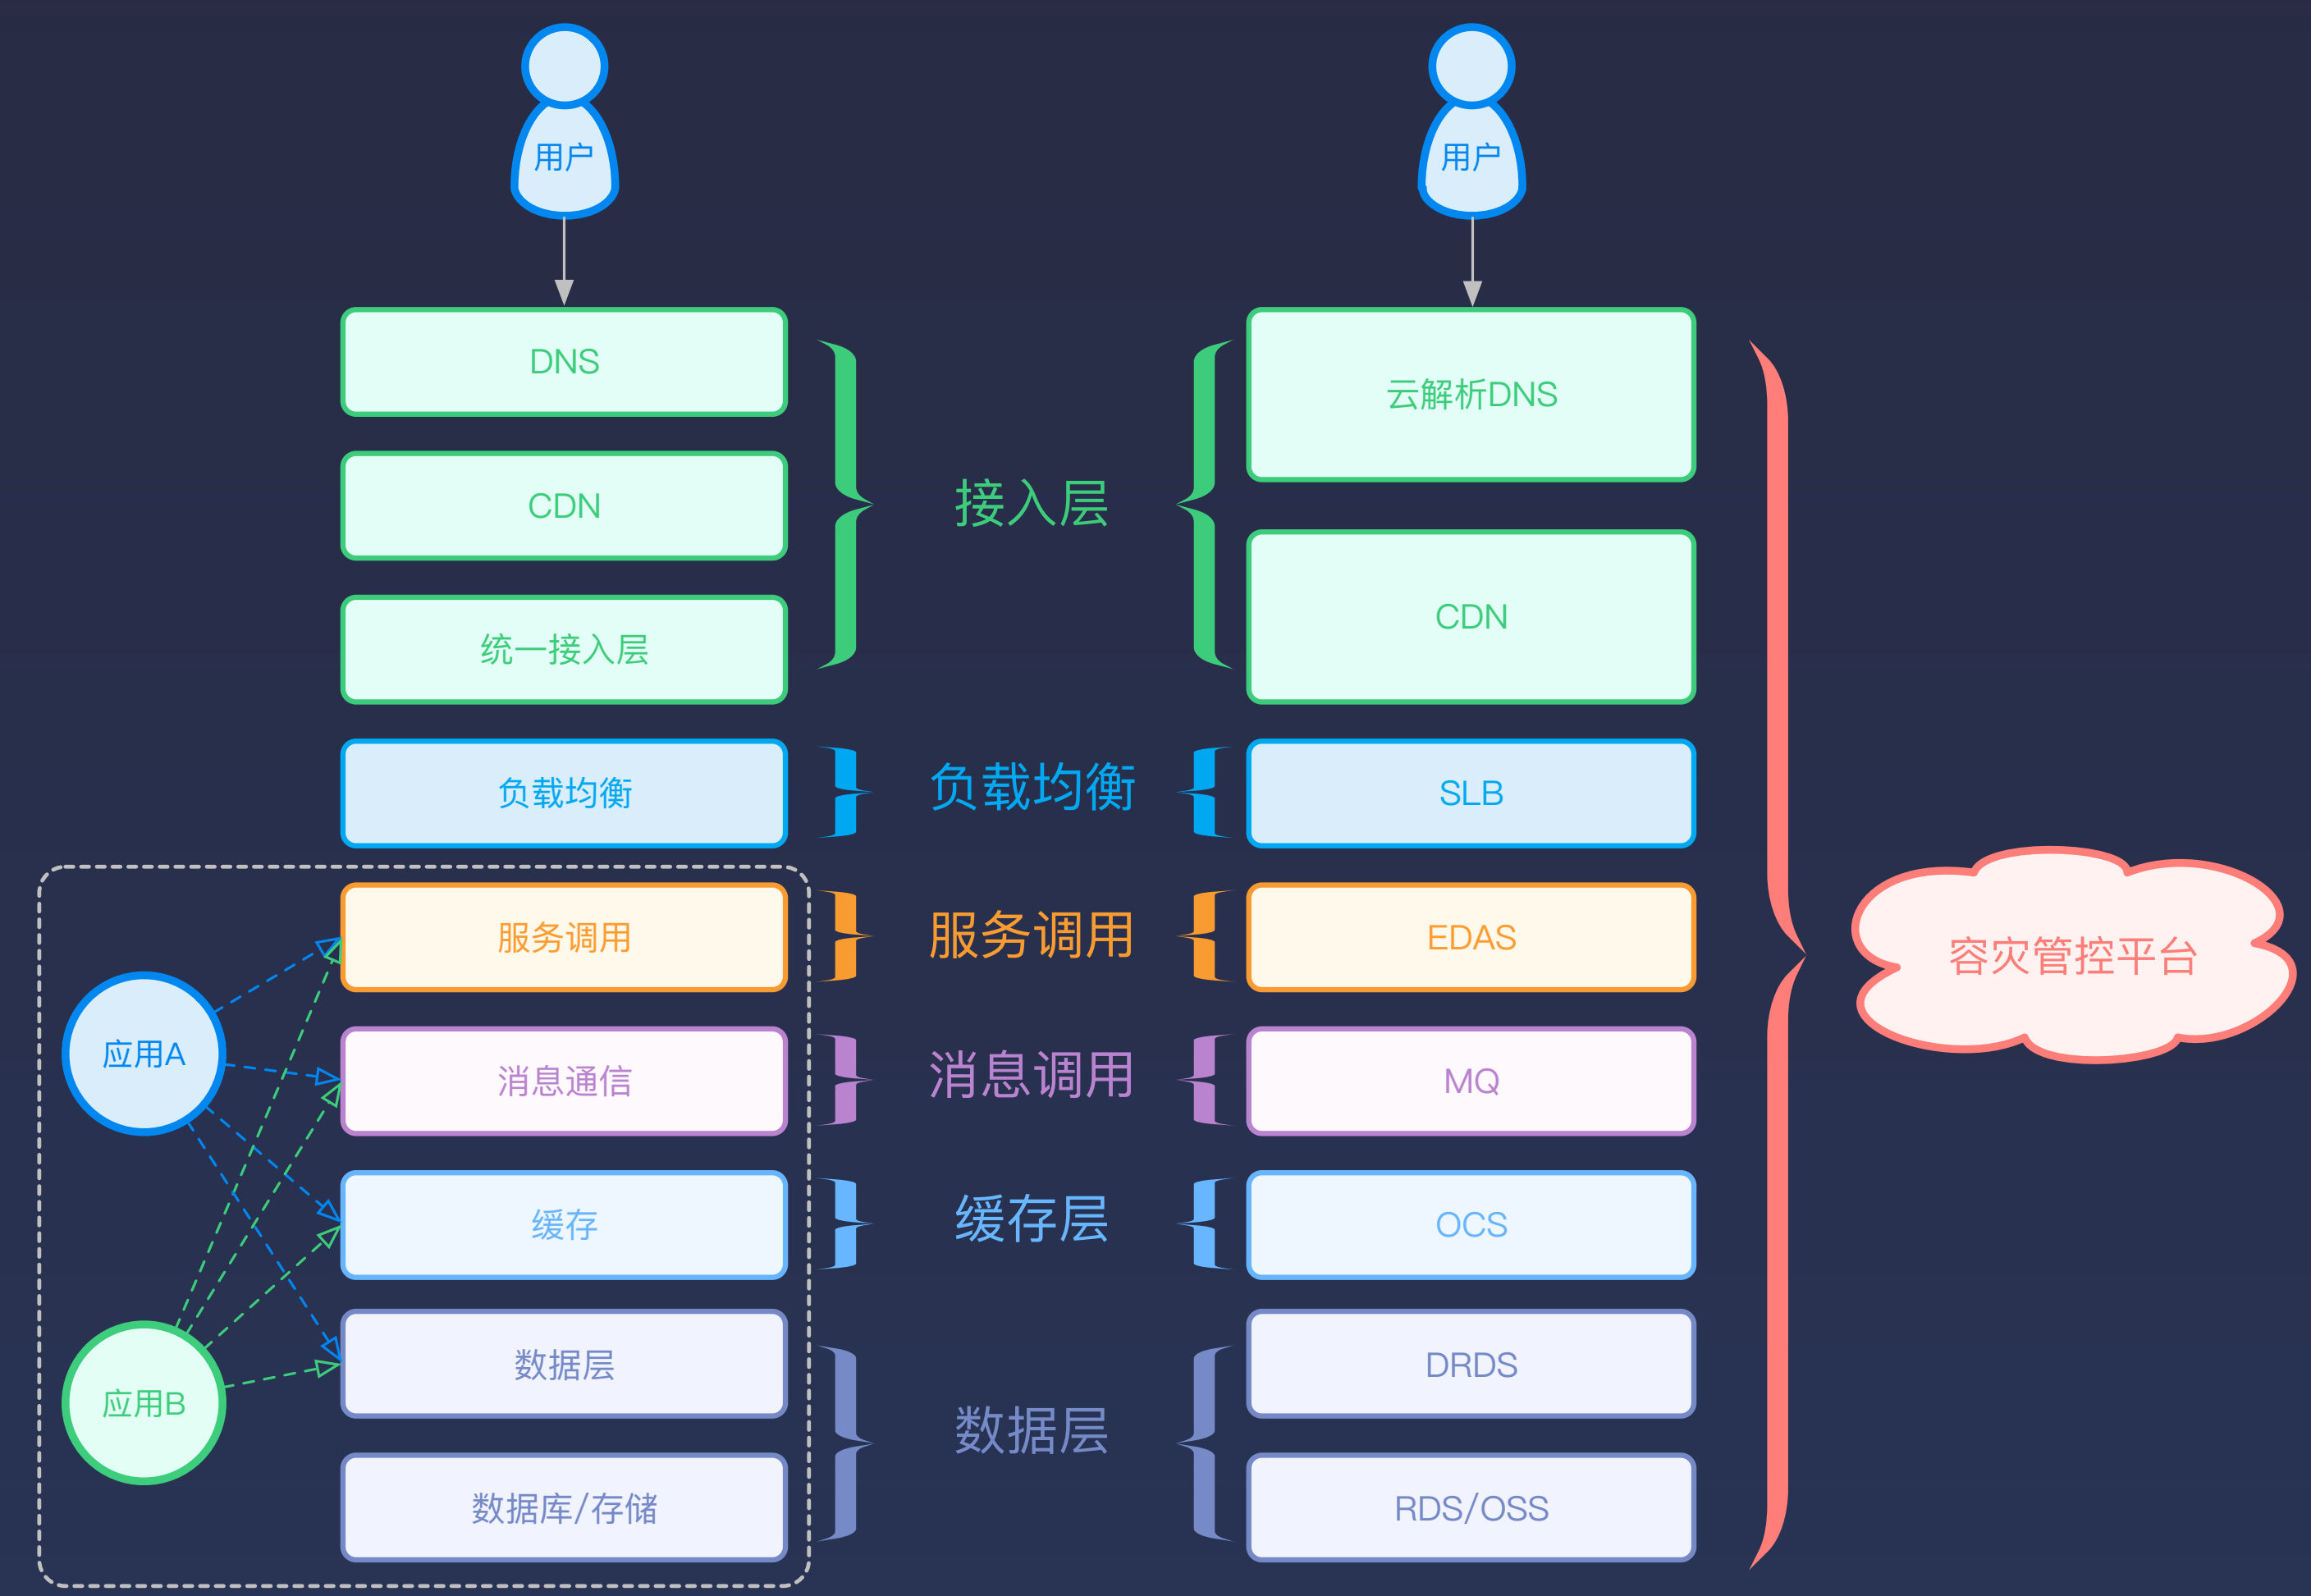 用户
用户
DNS
CDN
统一接入层
负载均衡
服务调用
消息通信
缓存
数据层
数据库/存储
应用A
应用B
接入层
负载均衡
服务调用
消息调用
缓存层
数据层
云解析DNS
CDN
SLB
EDAS
MQ
OCS
DRDS
RDS/OSS
容灾管控平台